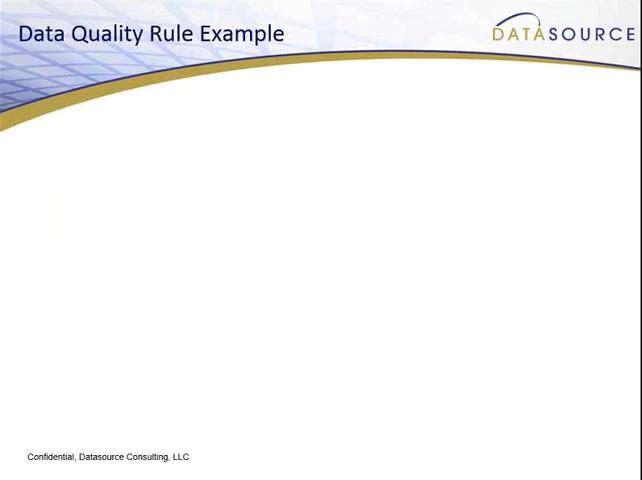 Data Quality Rule Example
DATASOURCE
Confidential, Datasource Consulting, LLC